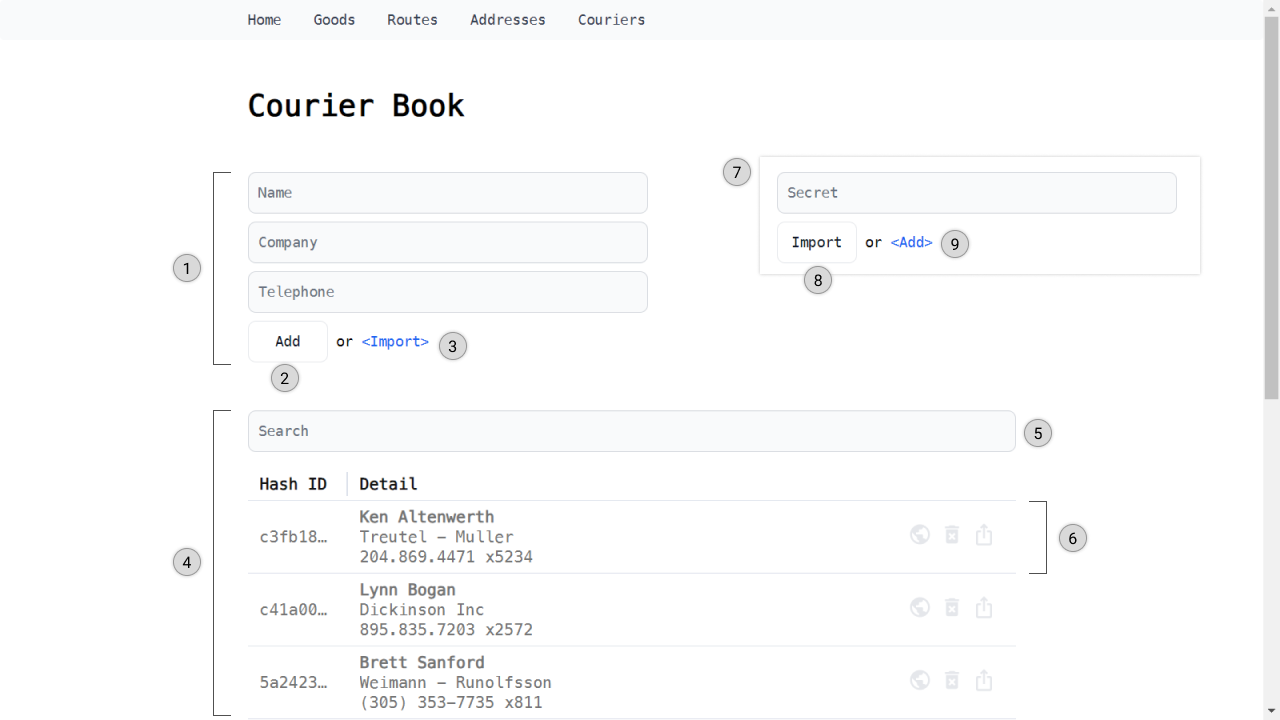 Home Goods Routes Addresses Couriers
Courier Book
1
Name
Company
Telephone
Add or <Import> 3
2
7
Secret
Import or <Add> 9
8
4
Search 5
Hash ID Detail
c3fb18…
Ken Altenwerth
Treutel - Muller
204.869.4471 x5234
6
c41a00…
Lynn Bogan
Dickinson Inc
895.835.7203 x2572
5a2423…
Brett Sanford
Weimann - Runolfsson
(305) 353-7735 x811